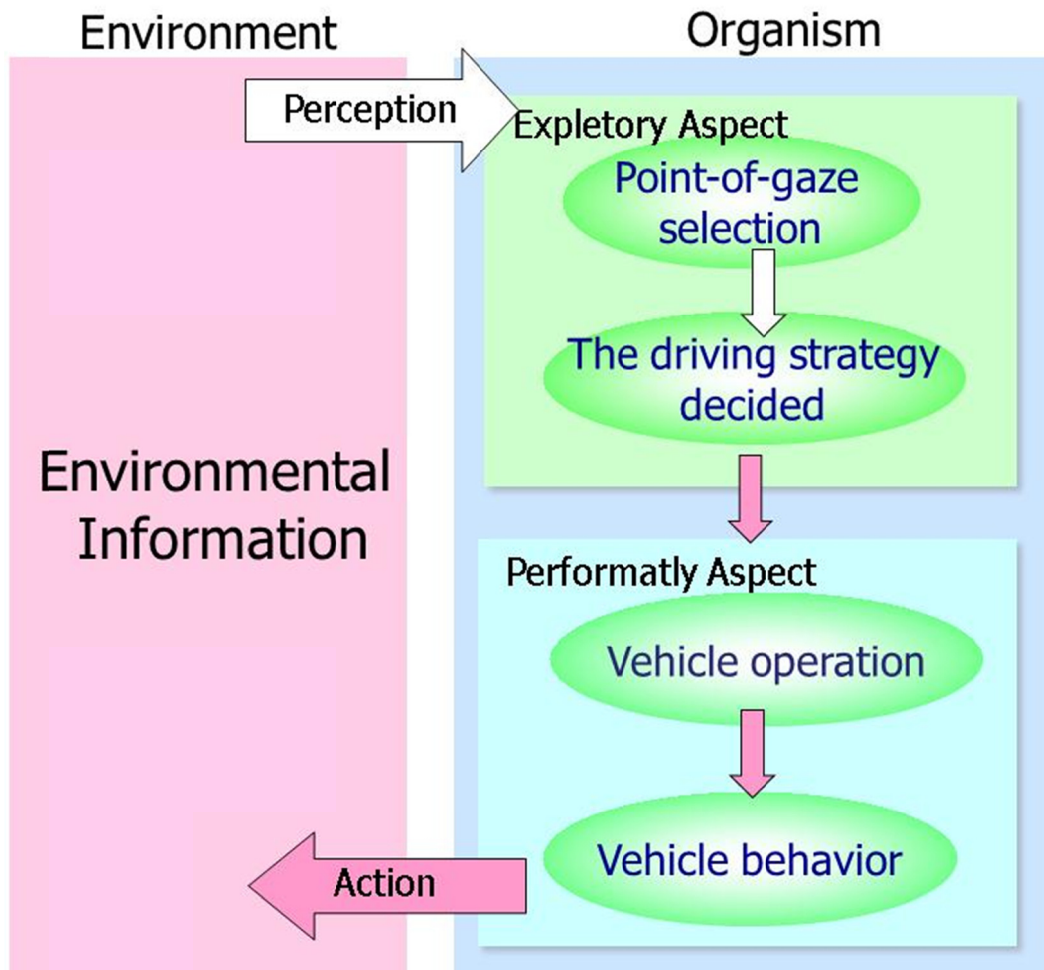 Environment
Organism
Perception
Expletory Aspect
Point-of-gaze
selection
The driving strategy
decided
Environmental
Information
Performatly Aspect
Vehicle operation
Vehicle behavior
Action